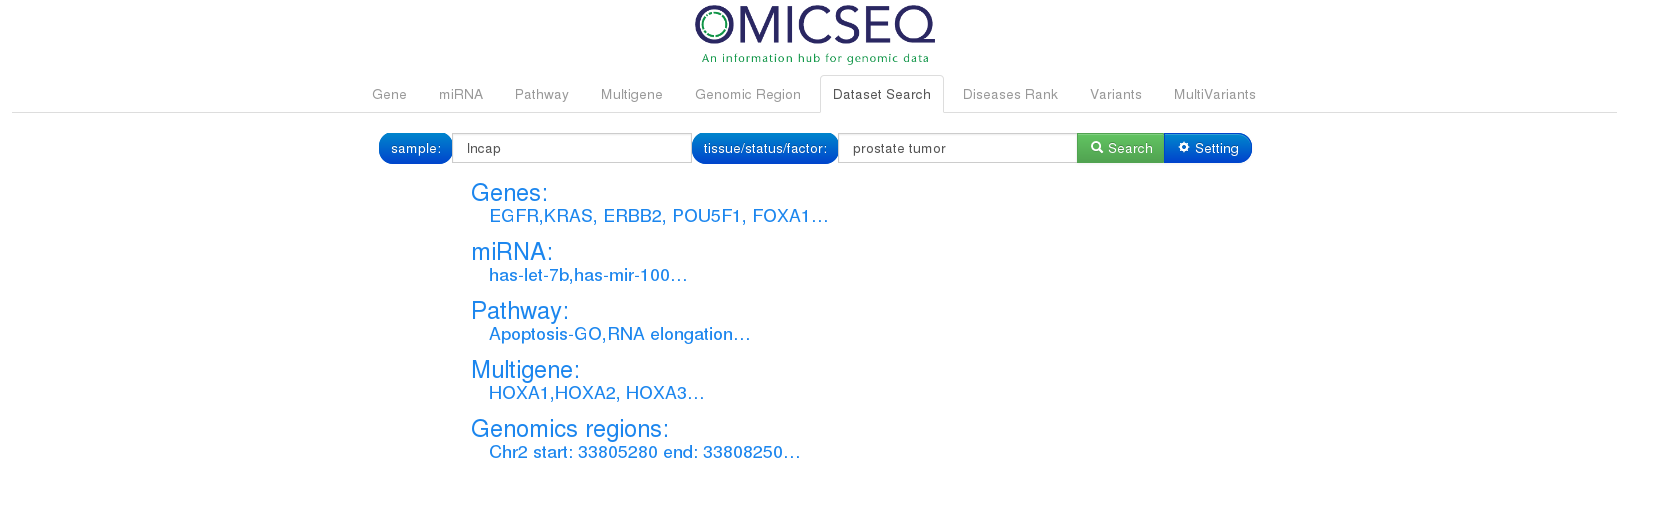 OMICSEQ
An information hub for genomic data
Gene miRNA Pathway Multigene Genomic Region Dataset Search Diseases Rank Variants MultiVariants
sample: lncap tissue/status/factor: prostate tumor Search Setting
Genes:
EGFR,KRAS, ERBB2, POU5F1, FOXA1...
miRNA:
has-let-7b,has-mir-100...
Pathway:
Apoptosis-GO,RNA elongation...
Multigene:
HOXA1,HOXA2, HOXA3...
Genomics regions:
Chr2 start: 33805280 end: 33808250...